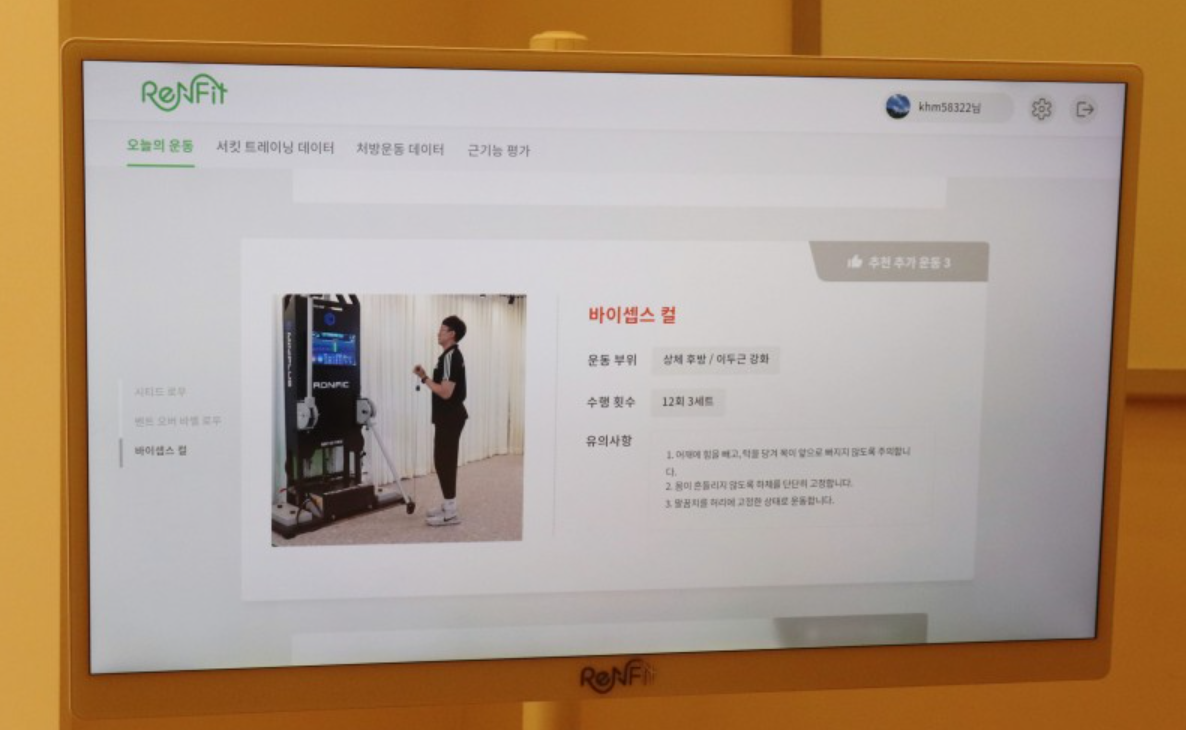 ReNFit
khm58322님
오늘의 운동 서킷 트레이닝 데이터 처방운동 데이터 근기능 평가
추천 추가 운동 3
바이셉스 컬
운동 부위 상체 후방 / 이두근 강화
수행 횟수 12회 3세트
유의사항
1. 어깨에 힘을 빼고, 턱을 당겨 목이 앞으로 빠지지 않도록 주의합니
다.
2. 몸이 흔들리지 않도록 하체를 단단히 고정합니다.
3. 팔꿈치를 허리에 고정한 상태로 운동합니다.
시티드 로우
벤트 오버 바벨 로우
바이셉스 컬
RONFIC
ReNFit